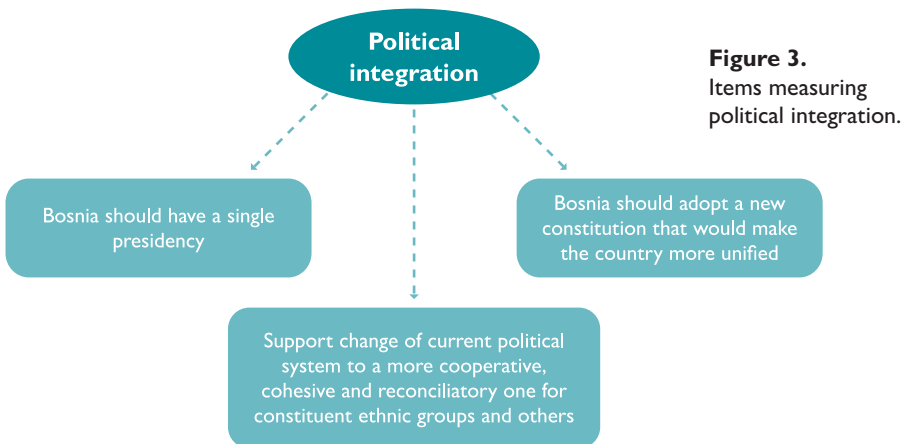 Political
integration
Figure 3.
Items measuring
political integration.
Bosnia should have a single
presidency
Bosnia should adopt a new
constitution that would make
the country more unified
Support change of current political
system to a more cooperative,
cohesive and reconciliatory one for
constituent ethnic groups and others